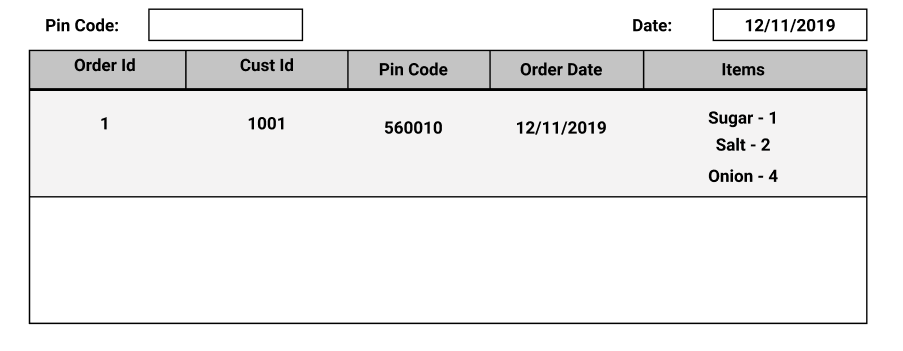 Pin Code: Date: 12/11/2019
Order Id Cust Id Pin Code Order Date Items
1 1001 560010 12/11/2019 Sugar - 1
Salt - 2
Onion - 4